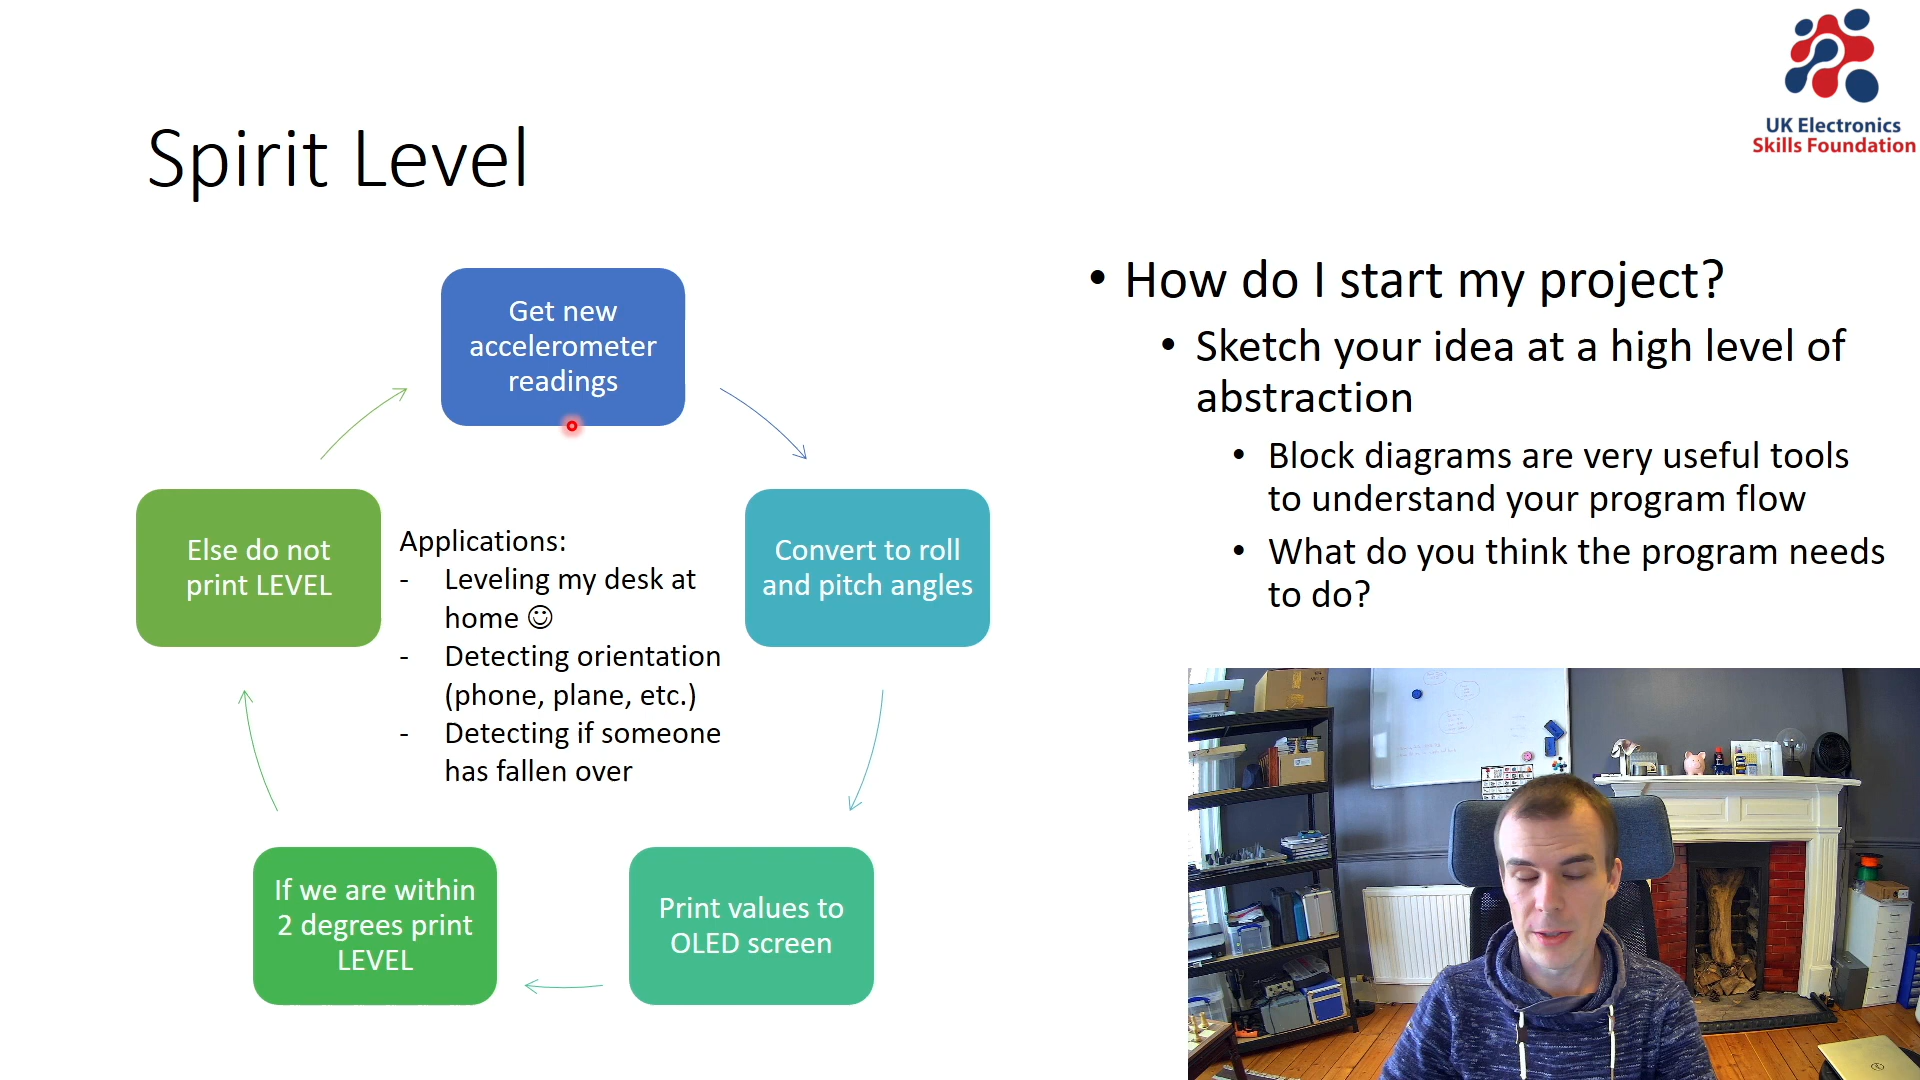 UK Electronics
Skills Foundation
Spirit Level
Get new
accelerometer
readings
Convert to roll
and pitch angles
Print values to
OLED screen
If we are within
2 degrees print
LEVEL
Else do not
print LEVEL
Applications:
- Leveling my desk at
home ☺
- Detecting orientation
(phone, plane, etc.)
- Detecting if someone
has fallen over
• How do I start my project?
• Sketch your idea at a high level of
abstraction
• Block diagrams are very useful tools
to understand your program flow
• What do you think the program needs
to do?